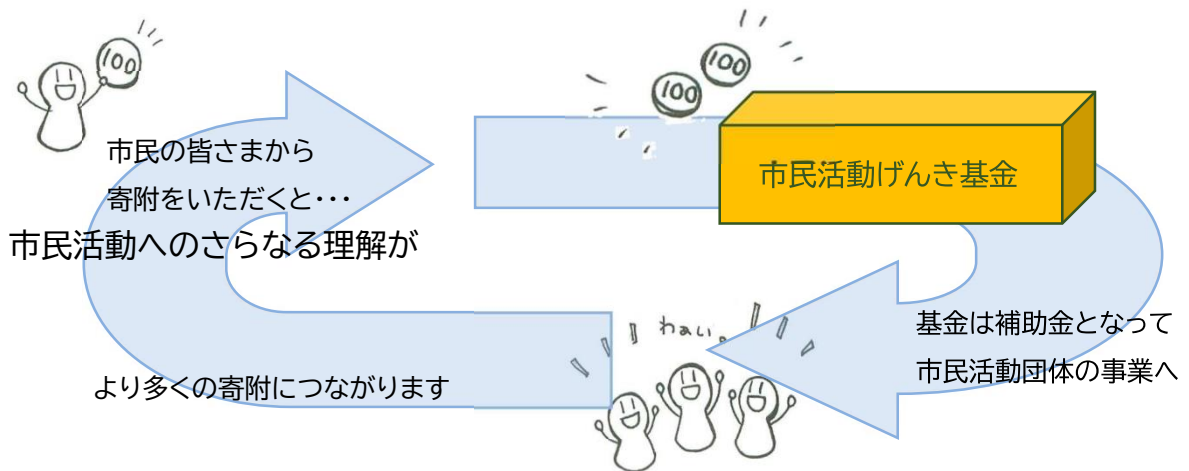 100
100
100
市民の皆さまから
寄附をいただくと・・・
市民活動げんき基金
市民活動へのさらなる理解が
わぁい。
基金は補助金となって
市民活動団体の事業へ
より多くの寄附につながります